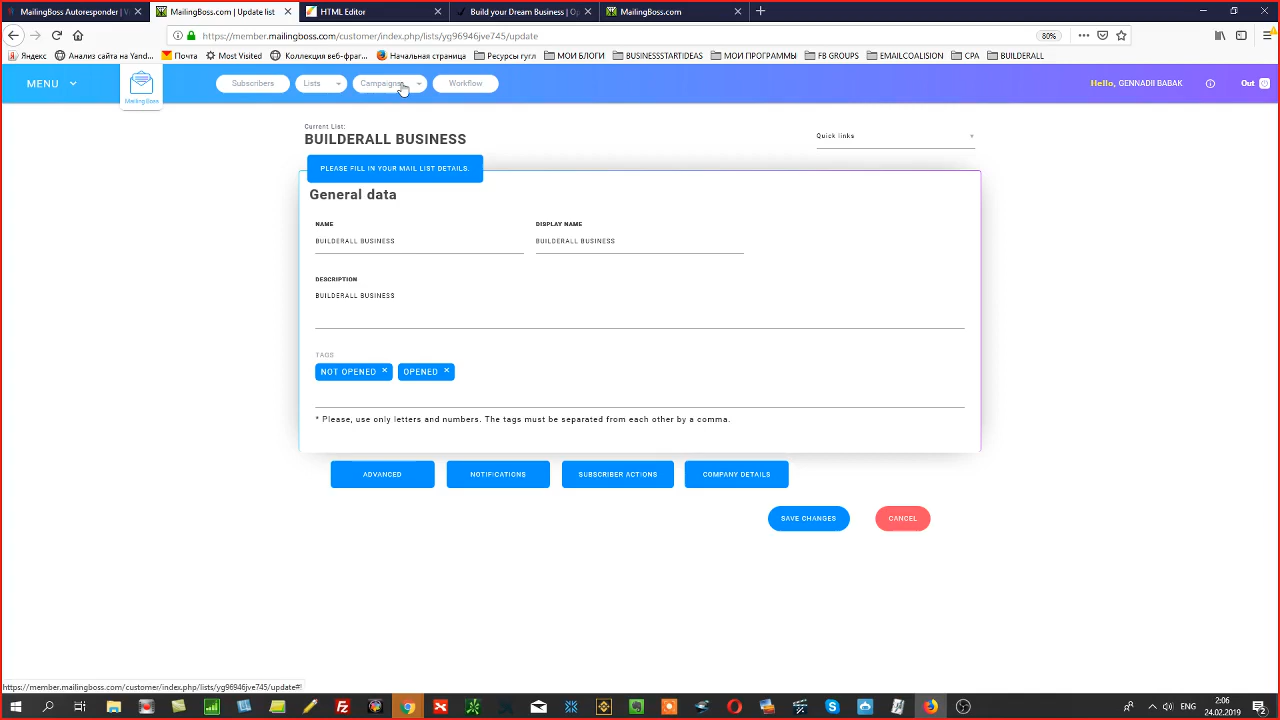 MailingBoss Autoresponder | V
MailingBoss.com | Update list
HTML Editor
Build your Dream Business | O
MailingBoss.com
https://member.mailingboss.com/customer/index.php/lists/yg96946jve745/update
80%
Яндекс
Анализ сайта на Yand
Почта
Most Visited
Коллекция веб-фраг...
Начальная страница
Ресурсы гугл
МОИ БЛОГИ
BUSINESSSTARTIDEAS
МОИ ПРОГРАММЫ
FB GROUPS
EMAILCOALISION
CPA
BUILDERALL
MENU
MailingBoss
Subscribers
Lists
Campaigns
Workflow
Hello, GENNADII BABAK
Out
Current List:
BUILDERALL BUSINESS
Quick links
PLEASE FILL IN YOUR MAIL LIST DETAILS.
General data
NAME
DISPLAY NAME
BUILDERALL BUSINESS
BUILDERALL BUSINESS
DESCRIPTION
BUILDERALL BUSINESS
TAGS
NOT OPENED ×
OPENED ×
* Please, use only letters and numbers. The tags must be separated from each other by a comma.
ADVANCED
NOTIFICATIONS
SUBSCRIBER ACTIONS
COMPANY DETAILS
SAVE CHANGES
CANCEL
https://member.mailingboss.com/customer/index.php/lists/yg96946jve745/update#!
ENG
2:06
24.02.2019